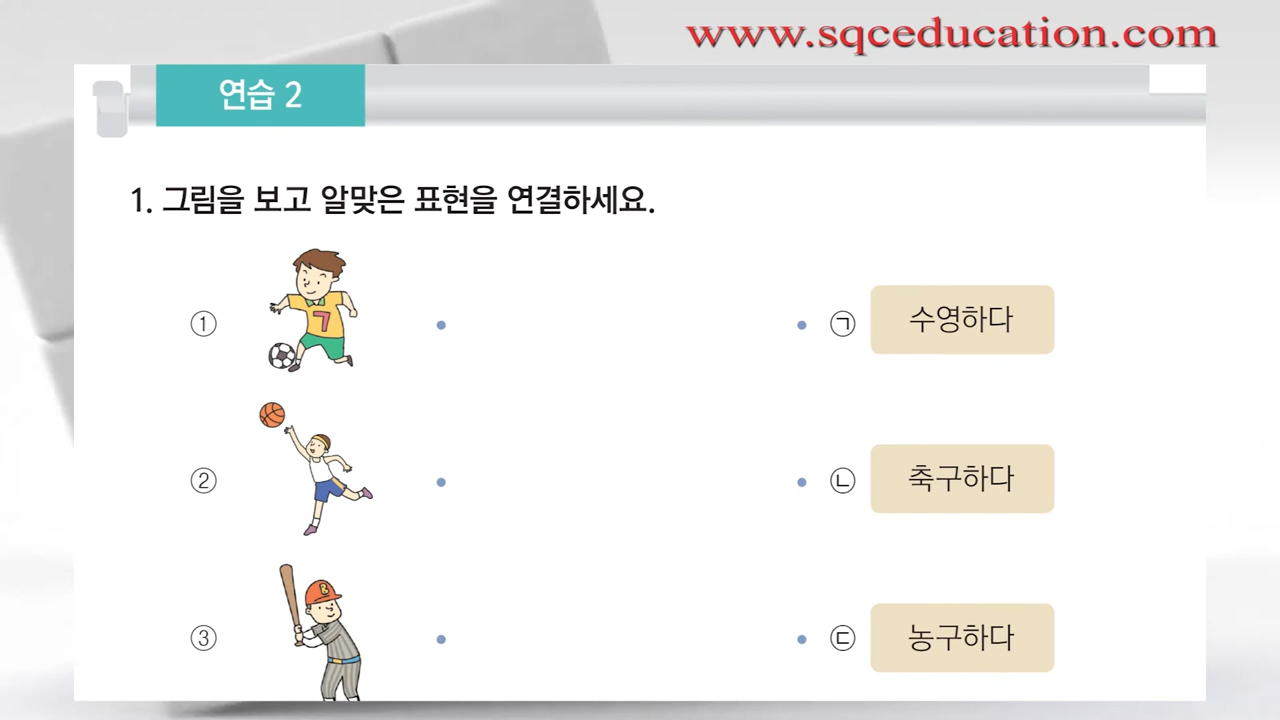 www.sqceducation.com
연습 2
1. 그림을 보고 알맞은 표현을 연결하세요.
① 7 ㉠ 수영하다
② ㉡ 축구하다
③ B ㉢ 농구하다